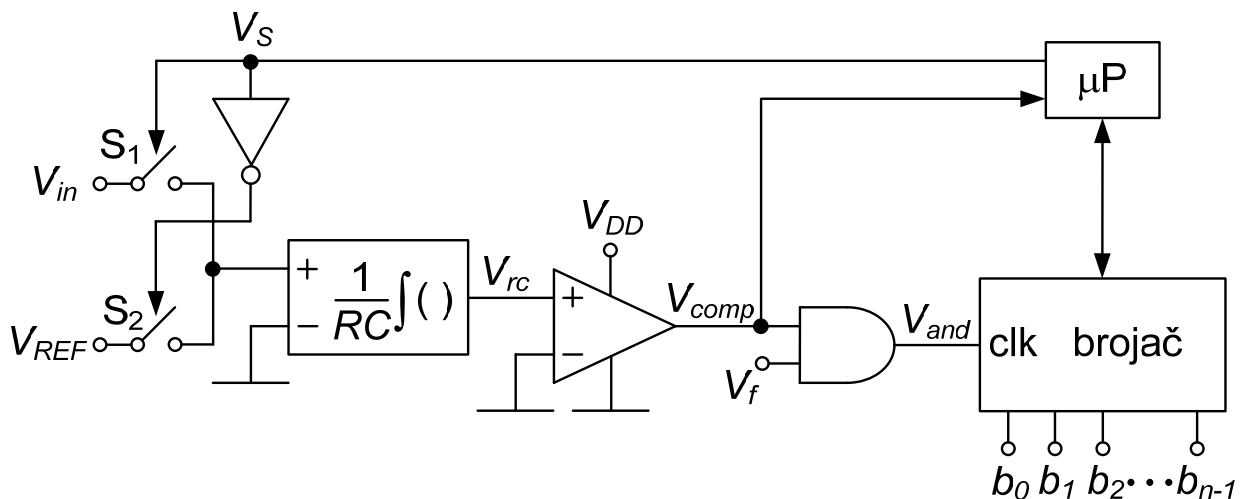 V_S
μP
S_1
V_in
V_DD
+
1/RC ∫( )
−
V_rc
+
−
V_comp
S_2
V_REF
V_f
V_and
clk brojač
b_0 b_1 b_2 ··· b_n-1